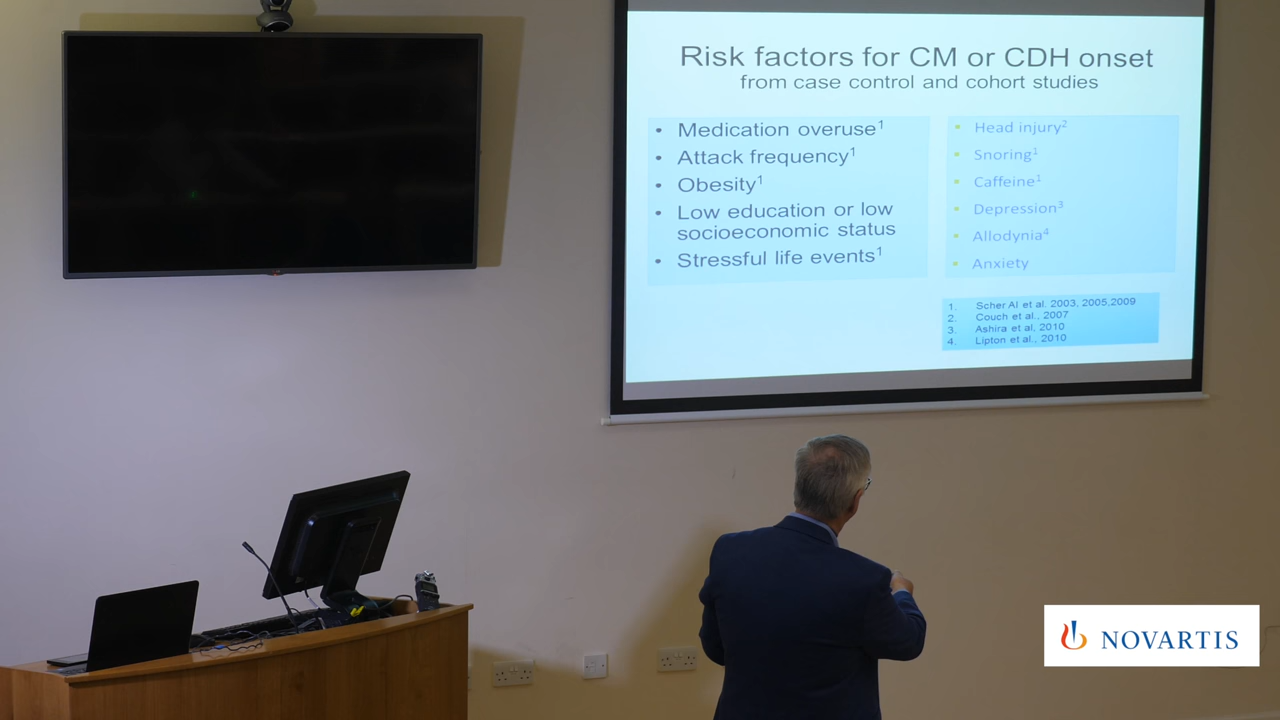 Risk factors for CM or CDH onset
from case control and cohort studies
• Medication overuse¹
• Attack frequency¹
• Obesity¹
• Low education or low
socioeconomic status
• Stressful life events¹
• Head injury²
• Snoring¹
• Caffeine¹
• Depression³
• Allodynia⁴
• Anxiety
1. Scher AI et al. 2003, 2005,2009
2. Couch et al., 2007
3. Ashira et al, 2010
4. Lipton et al., 2010
NOVARTIS